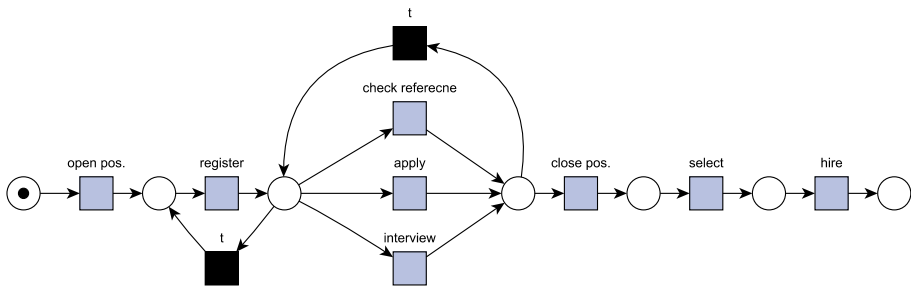 t
check referecne
open pos.
register
apply
close pos.
select
hire
t
interview